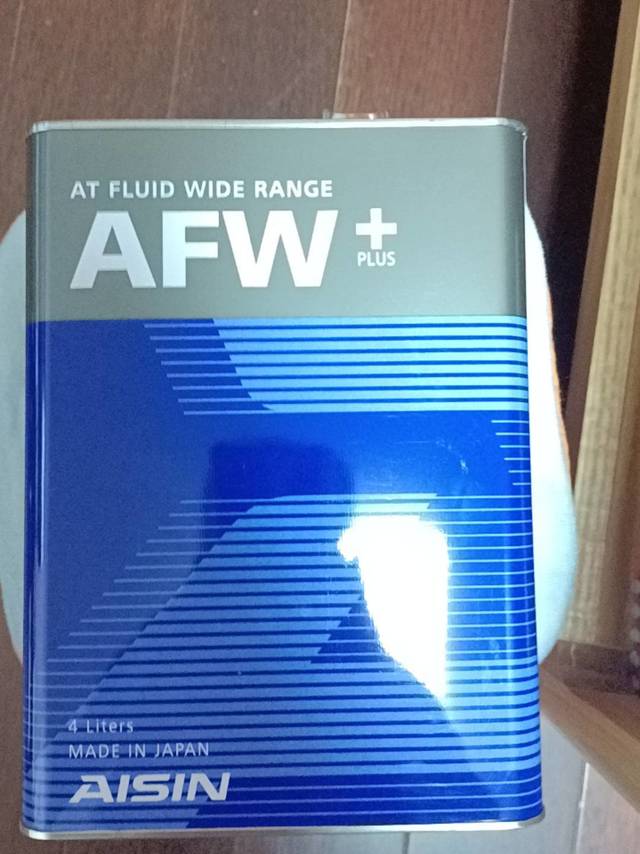 AT FLUID WIDE RANGE
AFW+
PLUS
4 Liters
MADE IN JAPAN
AISIN